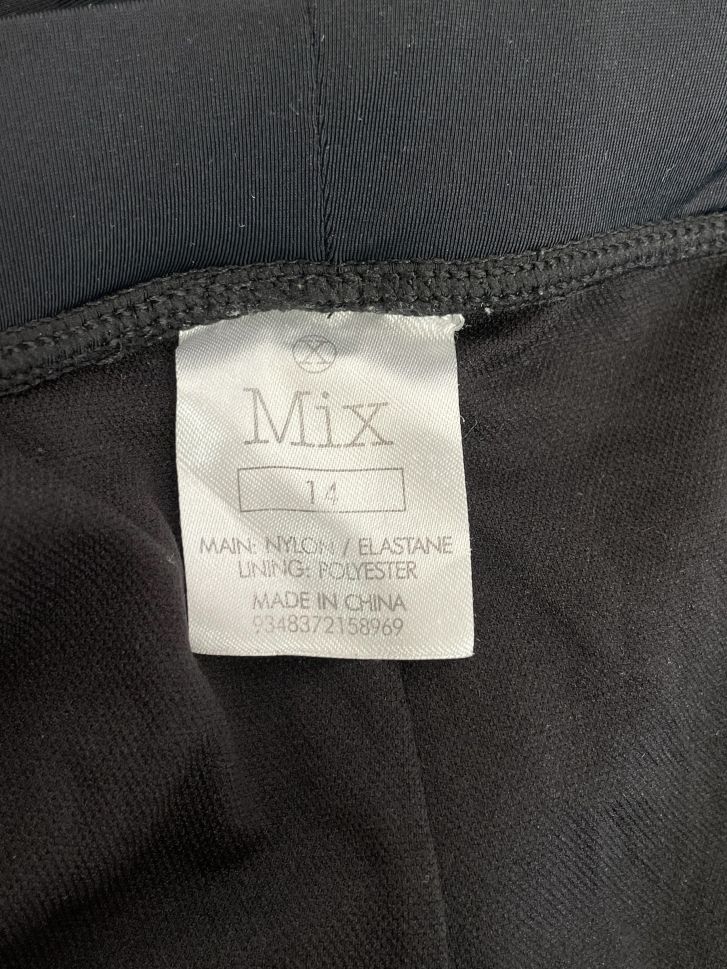 X
Mix
14
MAIN: NYLON / ELASTANE
LINING: POLYESTER
MADE IN CHINA
9348372158969